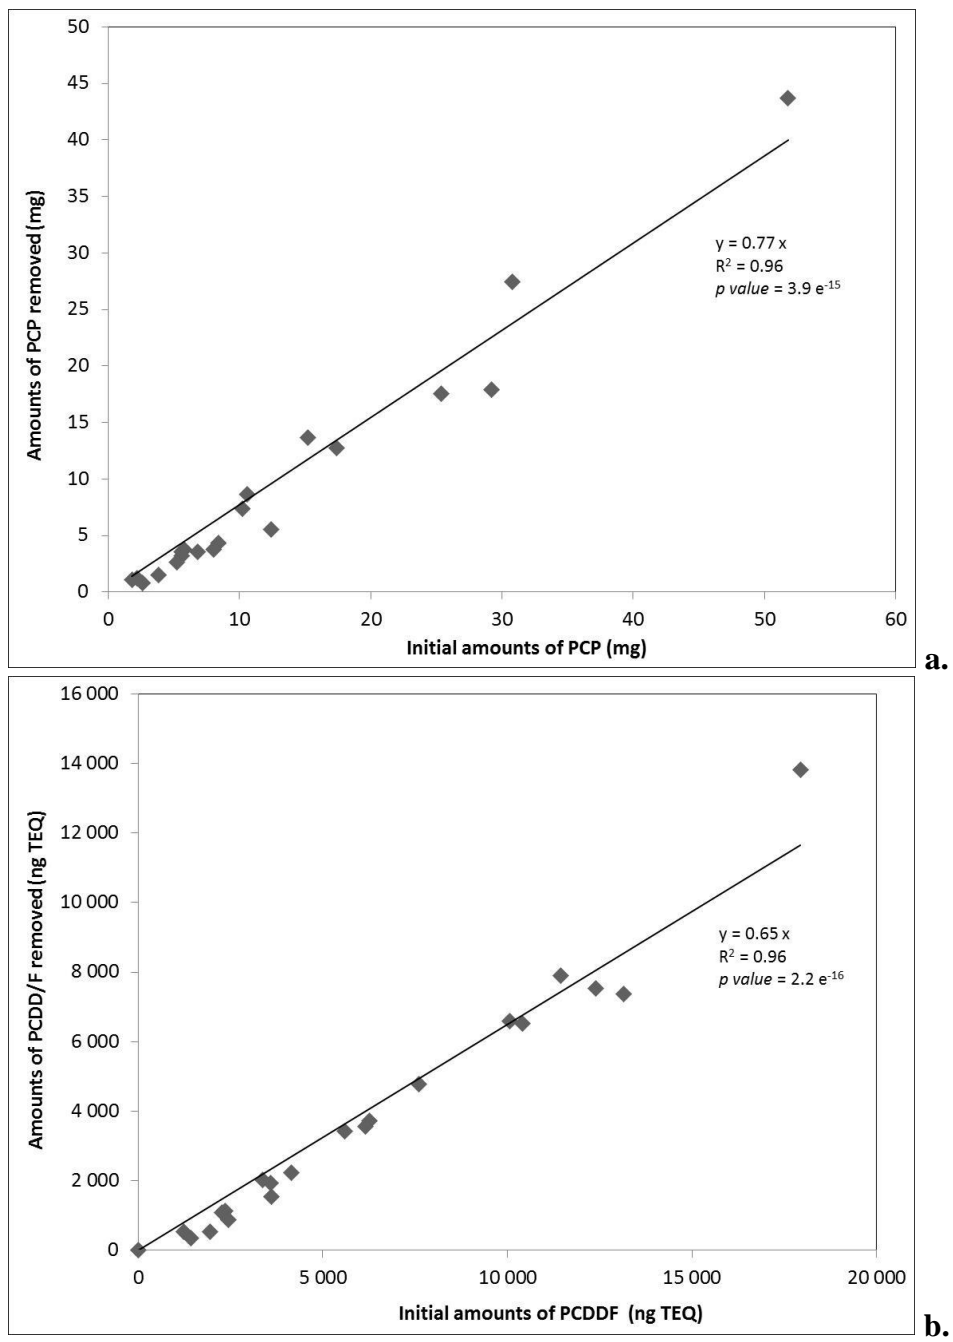 50
45
40
35
30
25
20
15
10
5
0
Amounts of PCP removed (mg)
y = 0.77 x
R² = 0.96
p value = 3.9 e⁻¹⁵
0 10 20 30 40 50 60
Initial amounts of PCP (mg)
a.
16 000
14 000
12 000
10 000
8 000
6 000
4 000
2 000
0
Amounts of PCDD/F removed (ng TEQ)
y = 0.65 x
R² = 0.96
p value = 2.2 e⁻¹⁶
0 5 000 10 000 15 000 20 000
Initial amounts of PCDDF (ng TEQ)
b.